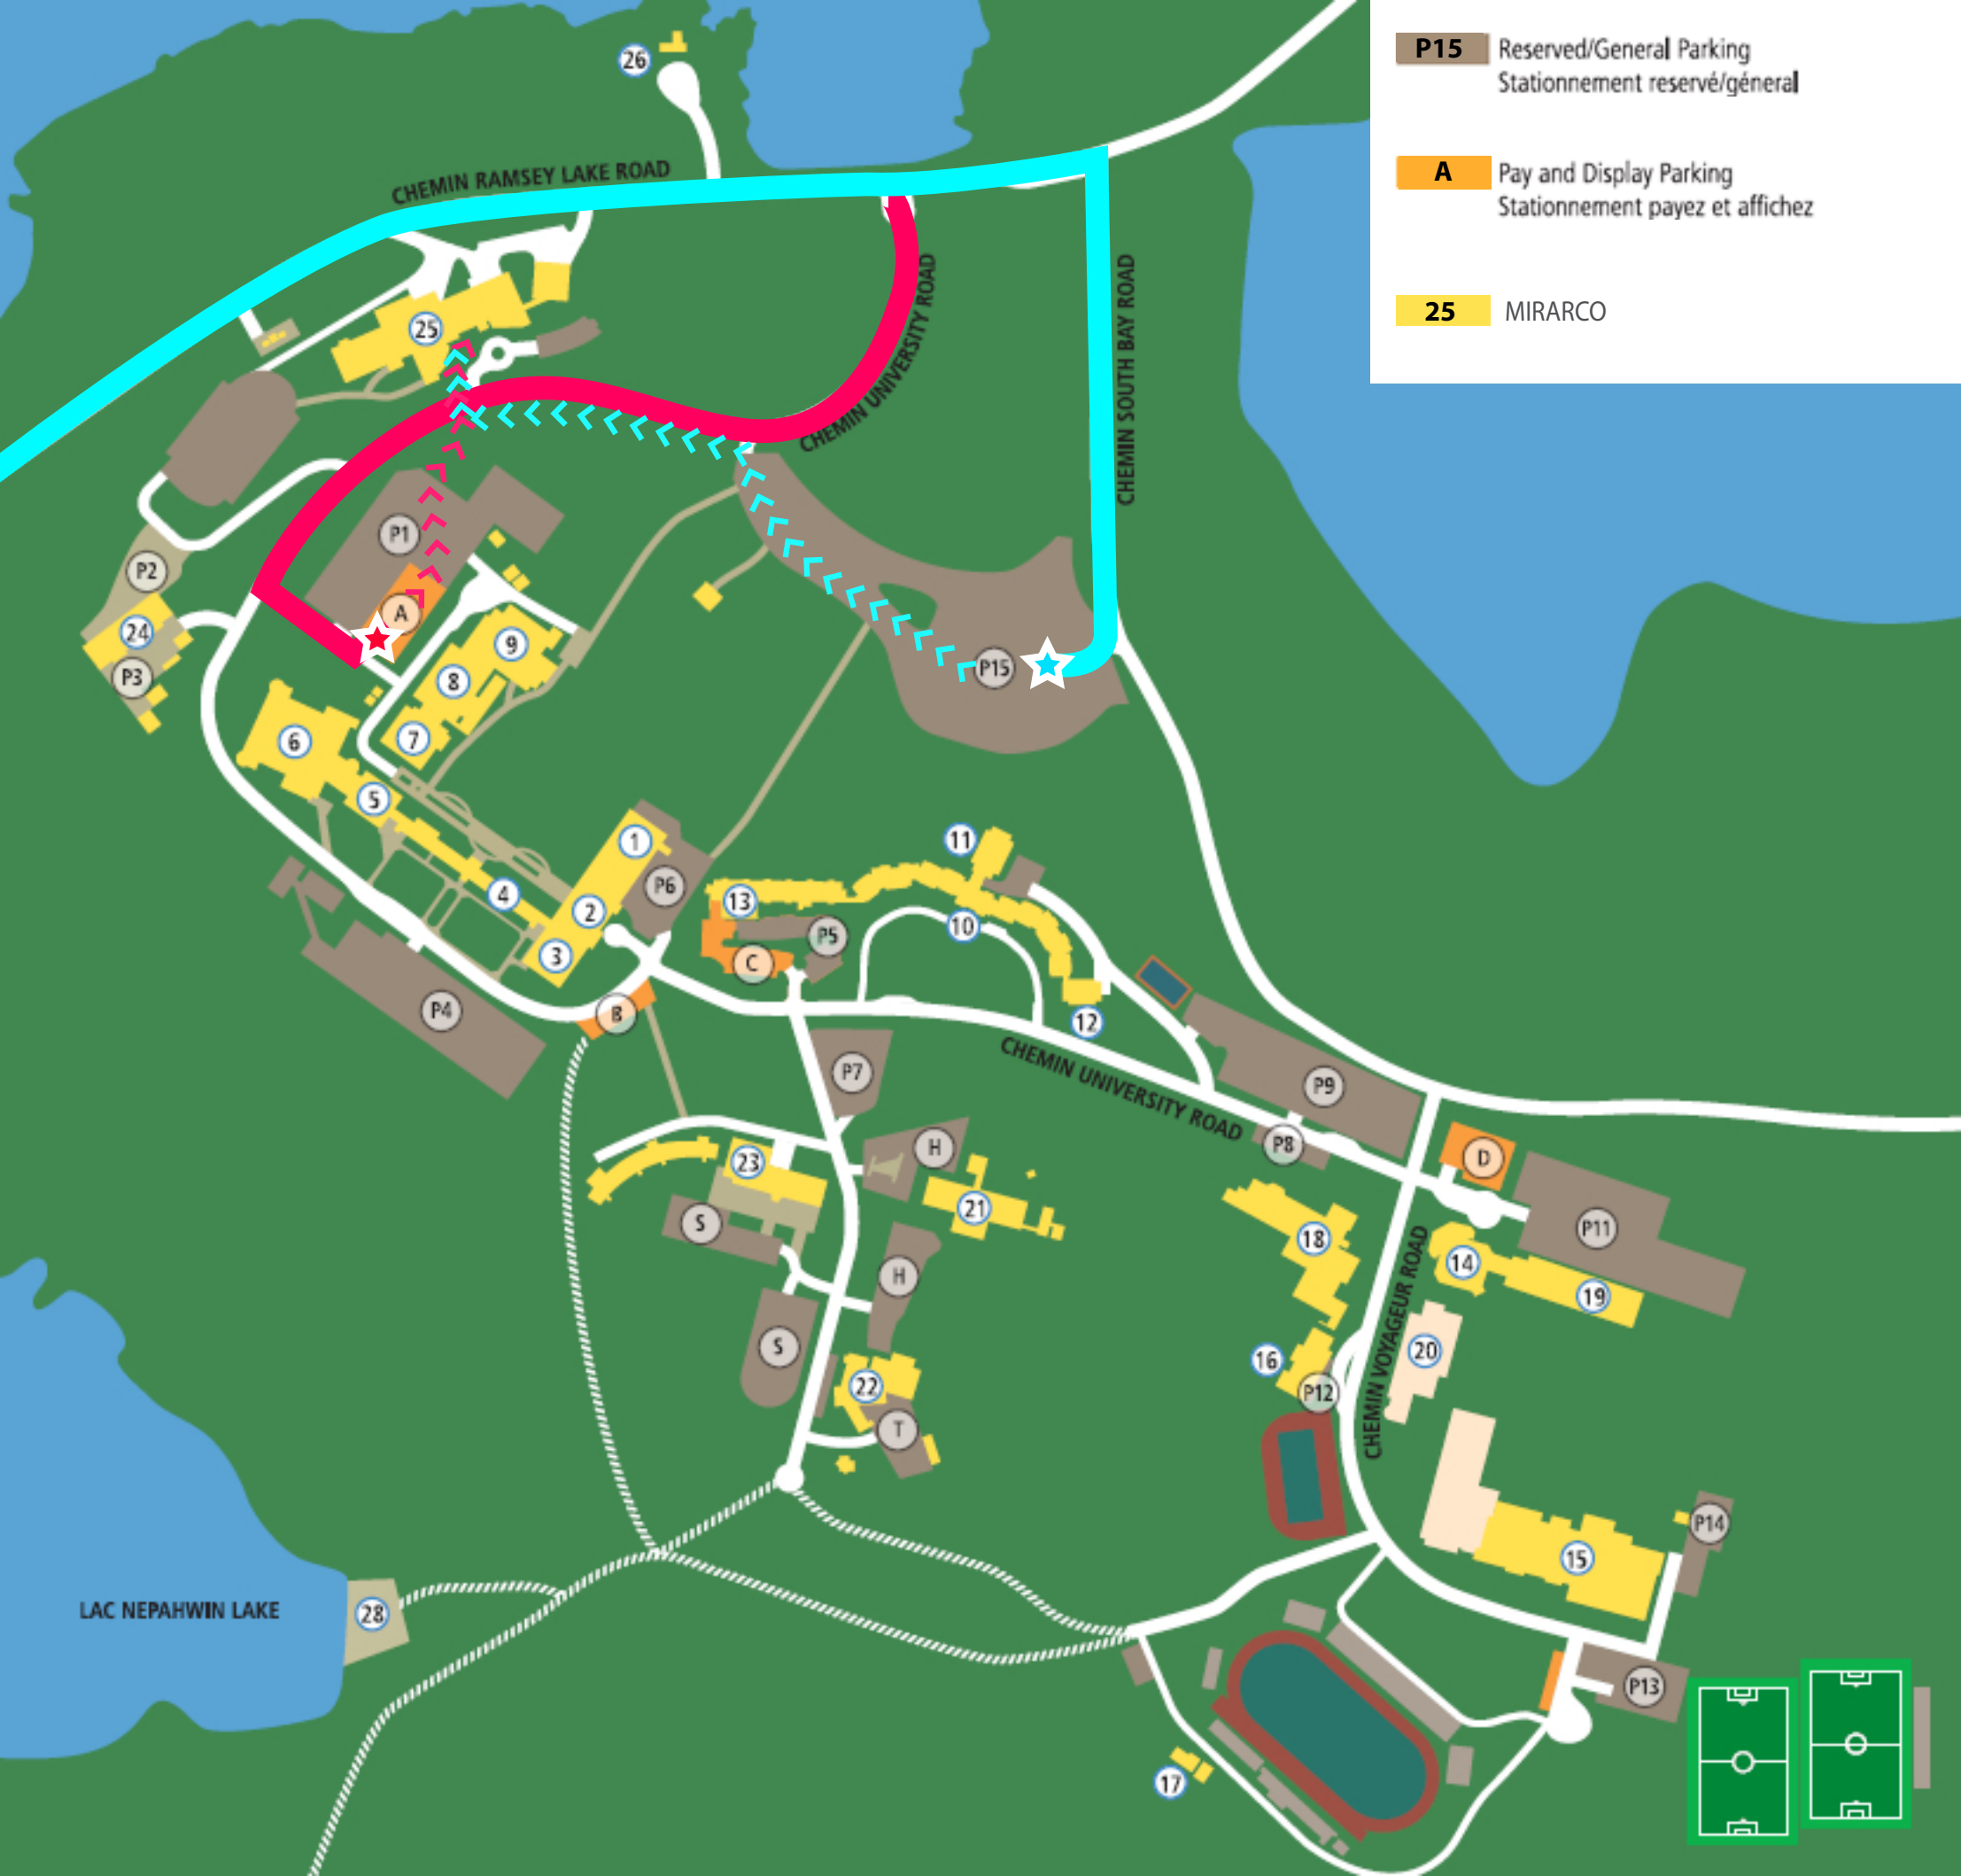 P15 Reserved/General Parking
Stationnement reservé/géneral
A Pay and Display Parking
Stationnement payez et affichez
25 MIRARCO
26
CHEMIN RAMSEY LAKE ROAD
CHEMIN UNIVERSITY ROAD
CHEMIN SOUTH BAY ROAD
25
P1
P2
A
24
9
P15
P3
8
6
7
5
1
11
P6
4
13
2
10
P5
3
C
P4
B
12
CHEMIN UNIVERSITY ROAD
P7
P9
P8
H
D
23
21
S
P11
18
14
H
CHEMIN VOYAGEUR ROAD
19
S
20
16
22
P12
T
P14
15
LAC NEPAHWIN LAKE
28
P13
17